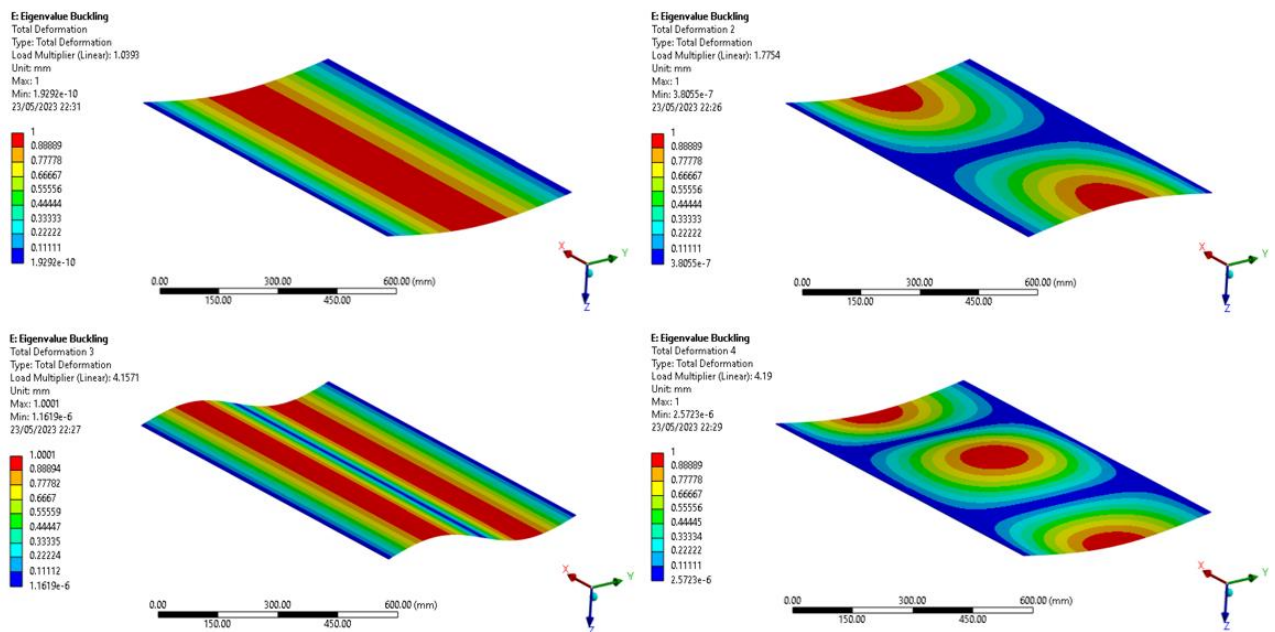 E: Eigenvalue Buckling
Total Deformation
Type: Total Deformation
Load Multiplier (Linear): 1.0393
Unit: mm
Max: 1
Min: 1.9292e-10
23/05/2023 22:31
1
0.88889
0.77778
0.66667
0.55556
0.44444
0.33333
0.22222
0.11111
1.9292e-10
0.00 300.00 600.00 (mm)
150.00 450.00
X Y
Z
E: Eigenvalue Buckling
Total Deformation 2
Type: Total Deformation
Load Multiplier (Linear): 1.7754
Unit: mm
Max: 1
Min: 3.8055e-7
23/05/2023 22:26
1
0.88889
0.77778
0.66667
0.55556
0.44444
0.33333
0.22222
0.11111
3.8055e-7
0.00 300.00 600.00 (mm)
150.00 450.00
X Y
Z
E: Eigenvalue Buckling
Total Deformation 3
Type: Total Deformation
Load Multiplier (Linear): 4.1571
Unit: mm
Max: 1.0001
Min: 1.1619e-6
23/05/2023 22:27
1.0001
0.88894
0.77782
0.6667
0.55559
0.44447
0.33335
0.22224
0.11112
1.1619e-6
0.00 300.00 600.00 (mm)
150.00 450.00
X Y
Z
E: Eigenvalue Buckling
Total Deformation 4
Type: Total Deformation
Load Multiplier (Linear): 4.19
Unit: mm
Max: 1
Min: 2.5723e-6
23/05/2023 22:29
1
0.88889
0.77778
0.66667
0.55556
0.44445
0.33334
0.22222
0.11111
2.5723e-6
0.00 300.00 600.00 (mm)
150.00 450.00
X Y
Z